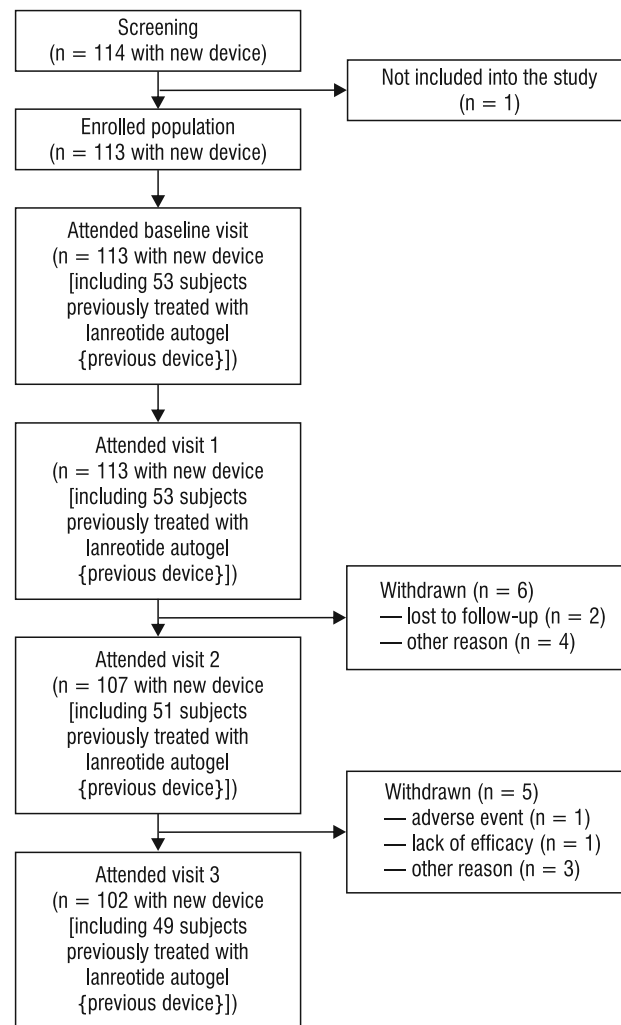 Screening
(n = 114 with new device)
Not included into the study
(n = 1)
Enrolled population
(n = 113 with new device)
Attended baseline visit
(n = 113 with new device
[including 53 subjects
previously treated with
lanreotide autogel
{previous device}])
Attended visit 1
(n = 113 with new device
[including 53 subjects
previously treated with
lanreotide autogel
{previous device}])
Withdrawn (n = 6)
— lost to follow-up (n = 2)
— other reason (n = 4)
Attended visit 2
(n = 107 with new device
[including 51 subjects
previously treated with
lanreotide autogel
{previous device}])
Withdrawn (n = 5)
— adverse event (n = 1)
— lack of efficacy (n = 1)
— other reason (n = 3)
Attended visit 3
(n = 102 with new device
[including 49 subjects
previously treated with
lanreotide autogel
{previous device}])